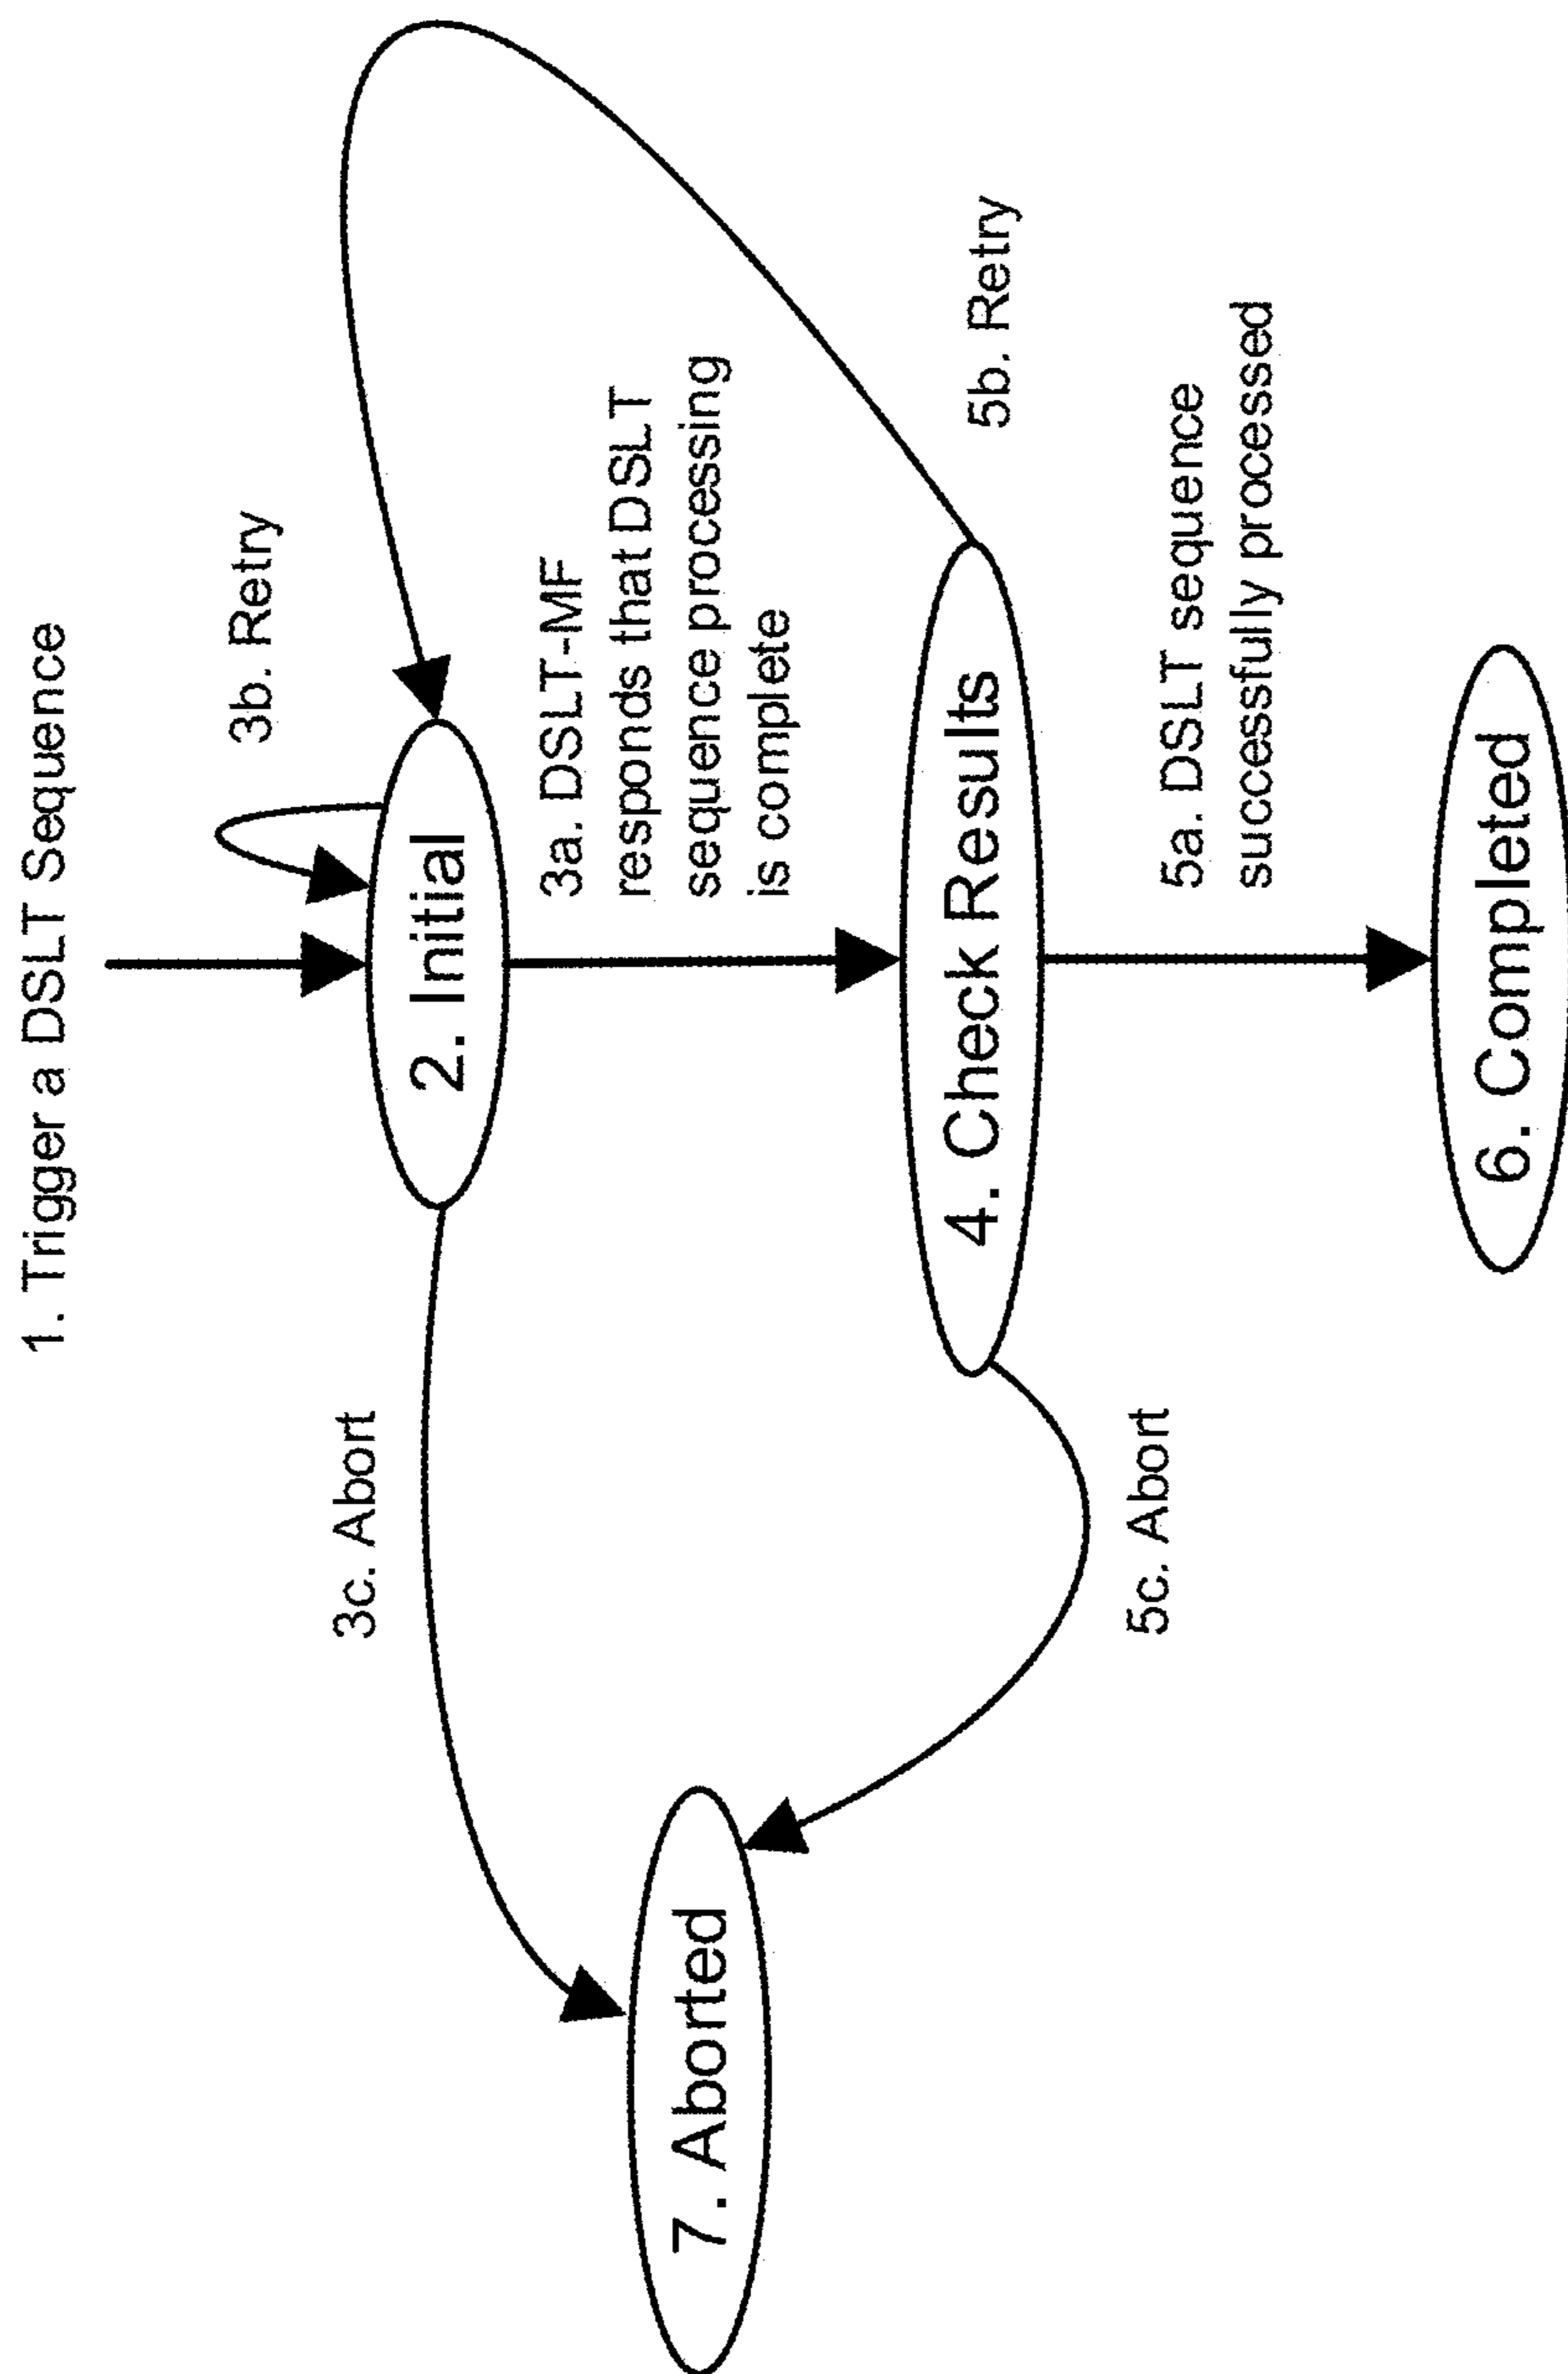 1. Trigger a DSLT Sequence
3b. Retry
2. Initial
3c. Abort
3a. DSLT-MF
responds that DSLT
sequence processing
is complete
7. Aborted
4. Check Results
5b. Retry
5c. Abort
5a. DSLT sequence
successfully processed
6. Completed